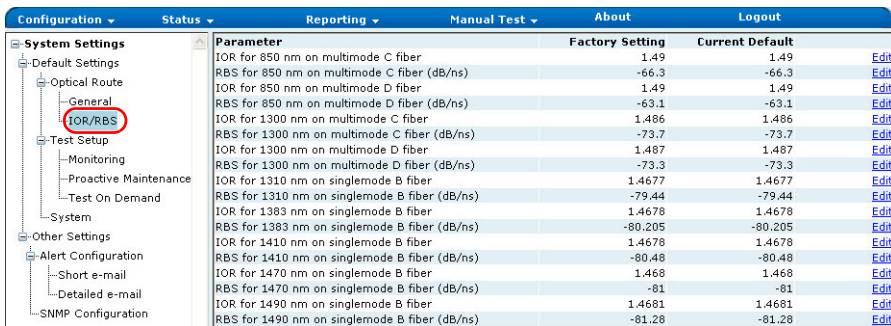 Configuration Status Reporting Manual Test About Logout
System Settings
Default Settings
Optical Route
General
IOR/RBS
Test Setup
Monitoring
Proactive Maintenance
Test On Demand
System
Other Settings
Alert Configuration
Short e-mail
Detailed e-mail
SNMP Configuration
Parameter Factory Setting Current Default
IOR for 850 nm on multimode C fiber 1.49 1.49 Edit
RBS for 850 nm on multimode C fiber (dB/ns) -66.3 -66.3 Edit
IOR for 850 nm on multimode D fiber 1.49 1.49 Edit
RBS for 850 nm on multimode D fiber (dB/ns) -63.1 -63.1 Edit
IOR for 1300 nm on multimode C fiber 1.486 1.486 Edit
RBS for 1300 nm on multimode C fiber (dB/ns) -73.7 -73.7 Edit
IOR for 1300 nm on multimode D fiber 1.487 1.487 Edit
RBS for 1300 nm on multimode D fiber (dB/ns) -73.3 -73.3 Edit
IOR for 1310 nm on singlemode B fiber 1.4677 1.4677 Edit
RBS for 1310 nm on singlemode B fiber (dB/ns) -79.44 -79.44 Edit
IOR for 1383 nm on singlemode B fiber 1.4678 1.4678 Edit
RBS for 1383 nm on singlemode B fiber (dB/ns) -80.205 -80.205 Edit
IOR for 1410 nm on singlemode B fiber 1.4678 1.4678 Edit
RBS for 1410 nm on singlemode B fiber (dB/ns) -80.48 -80.48 Edit
IOR for 1470 nm on singlemode B fiber 1.468 1.468 Edit
RBS for 1470 nm on singlemode B fiber (dB/ns) -81 -81 Edit
IOR for 1490 nm on singlemode B fiber 1.4681 1.4681 Edit
RBS for 1490 nm on singlemode B fiber (dB/ns) -81.28 -81.28 Edit